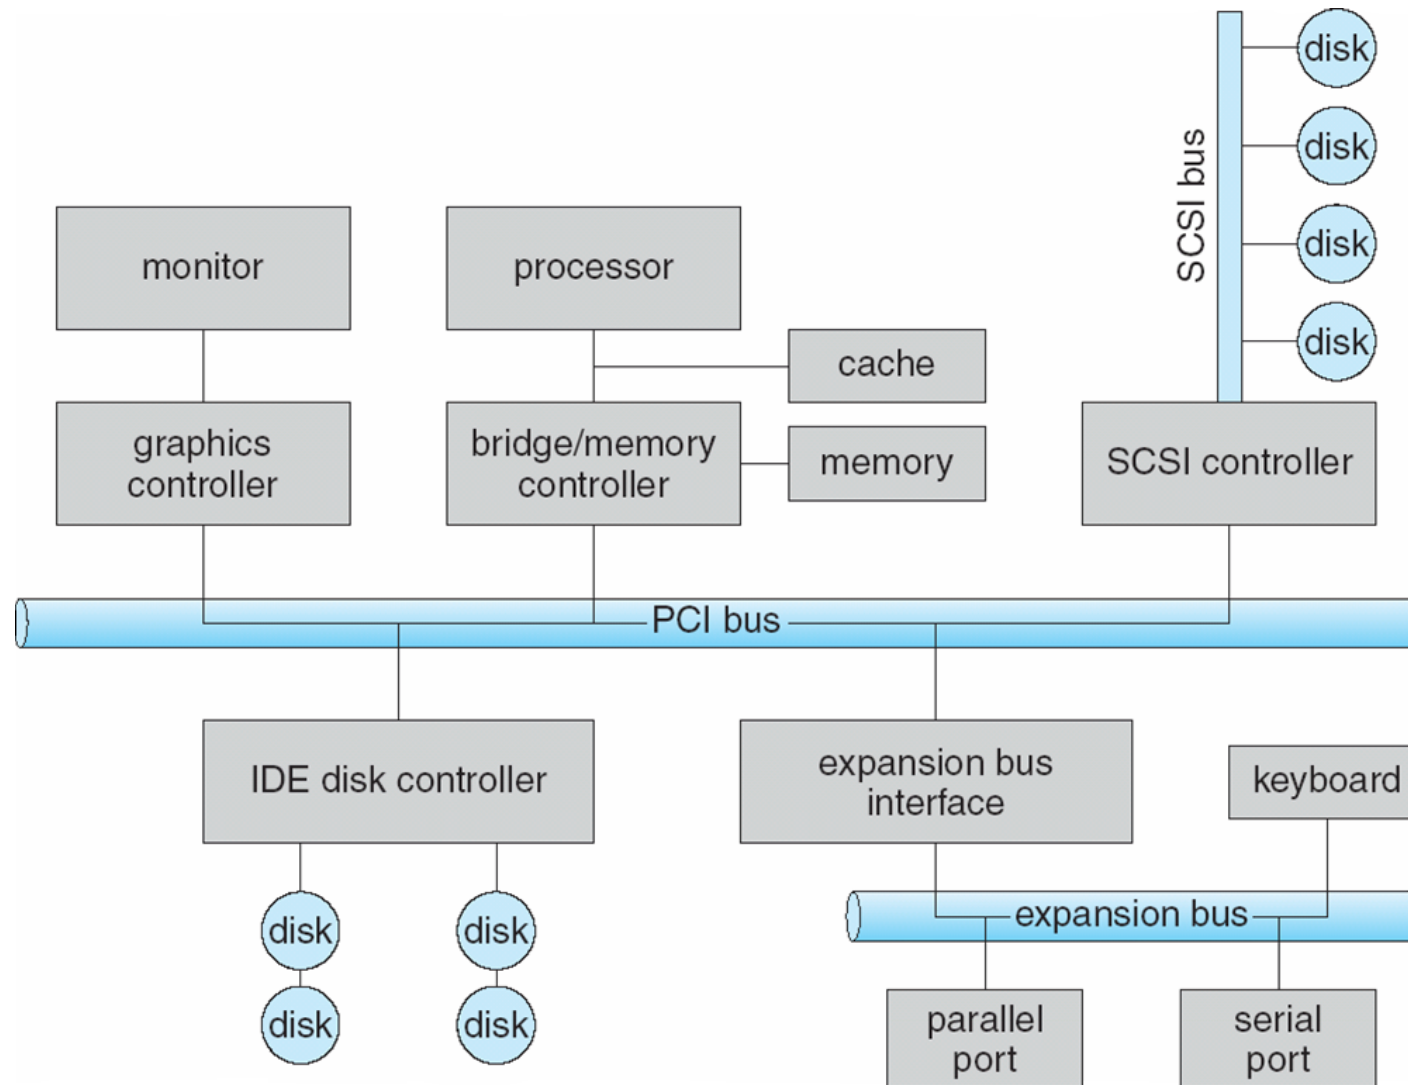 disk
disk
SCSI bus
disk
disk
monitor
processor
cache
graphics
controller
bridge/memory
controller
memory
SCSI controller
PCI bus
IDE disk controller
expansion bus
interface
keyboard
disk
disk
expansion bus
disk
disk
parallel
port
serial
port